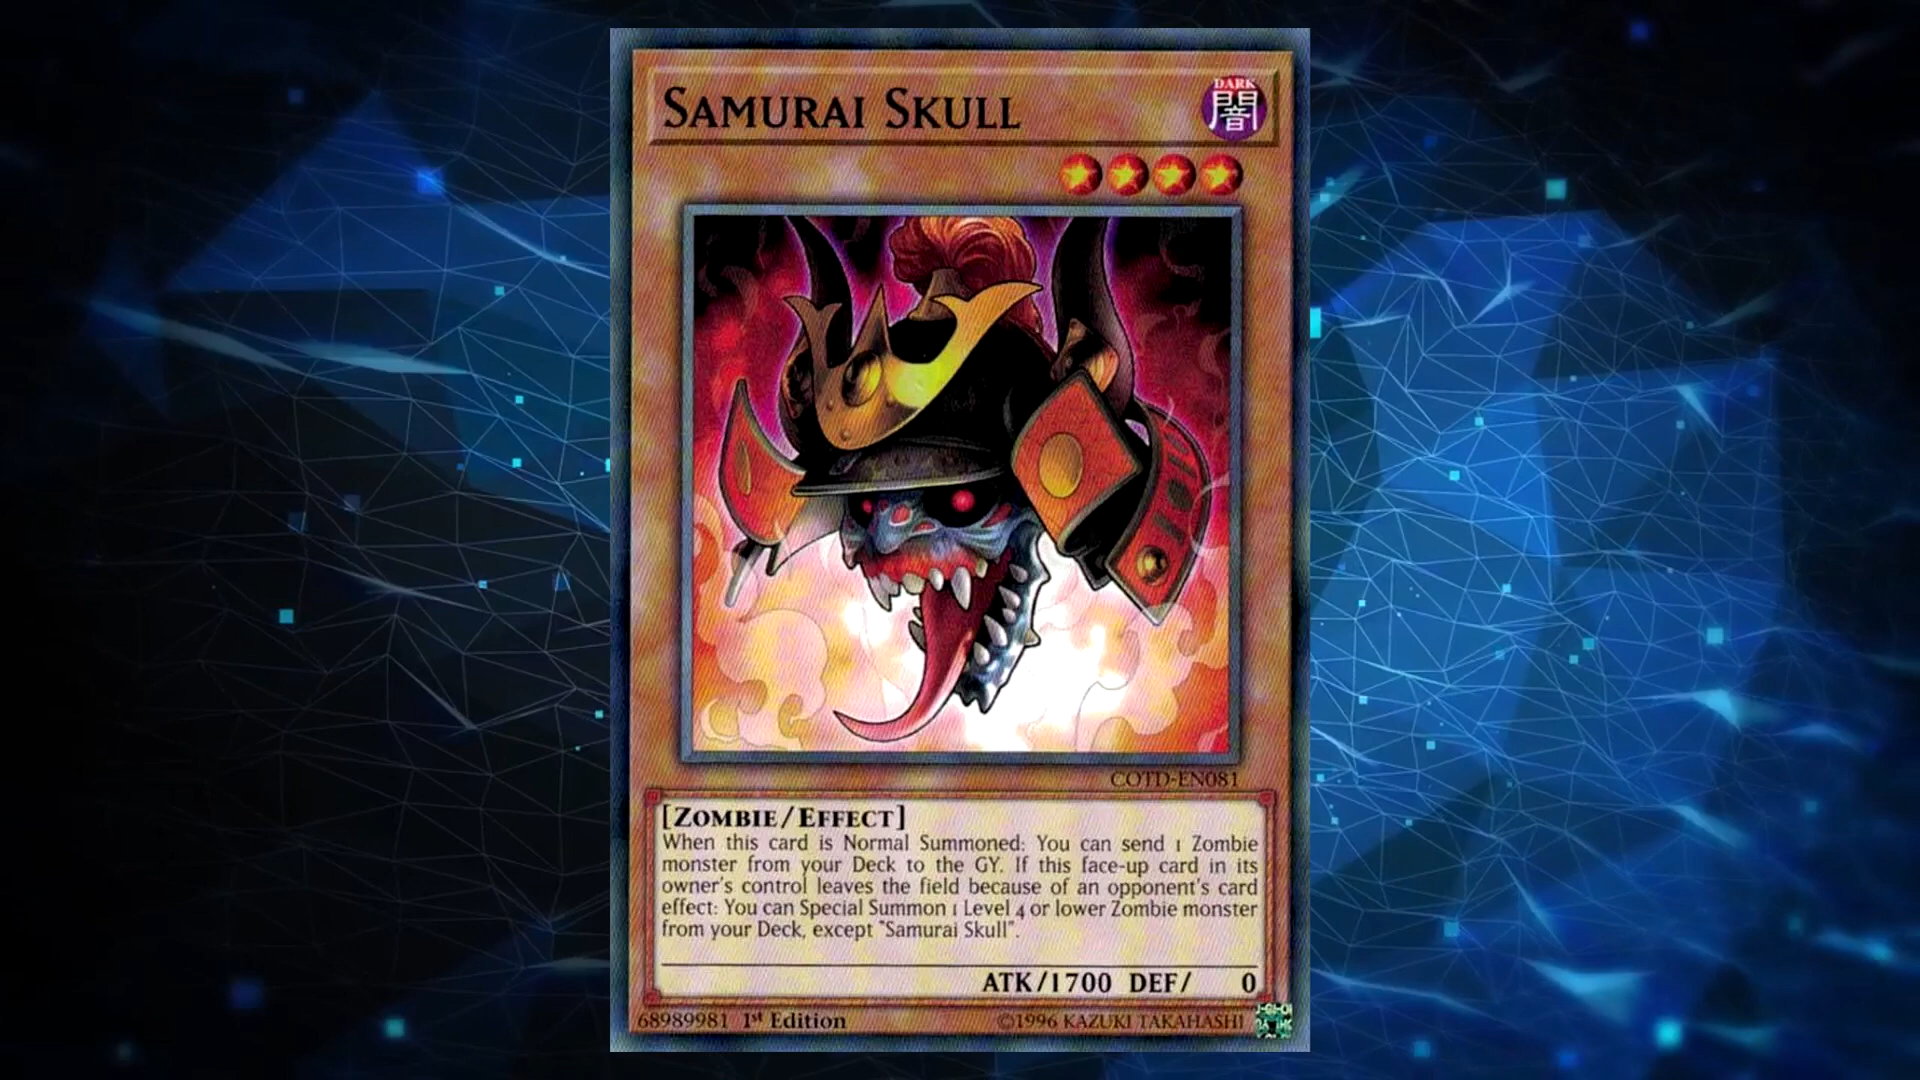 Samurai Skull
DARK
闇
COTD-EN081
[Zombie/Effect]
When this card is Normal Summoned: You can send 1 Zombie
monster from your Deck to the GY. If this face-up card in its
owner's control leaves the field because of an opponent's card
effect: You can Special Summon 1 Level 4 or lower Zombie monster
from your Deck, except "Samurai Skull".
ATK/1700 DEF/ 0
68989981 1st Edition
©1996 KAZUKI TAKAHASHI